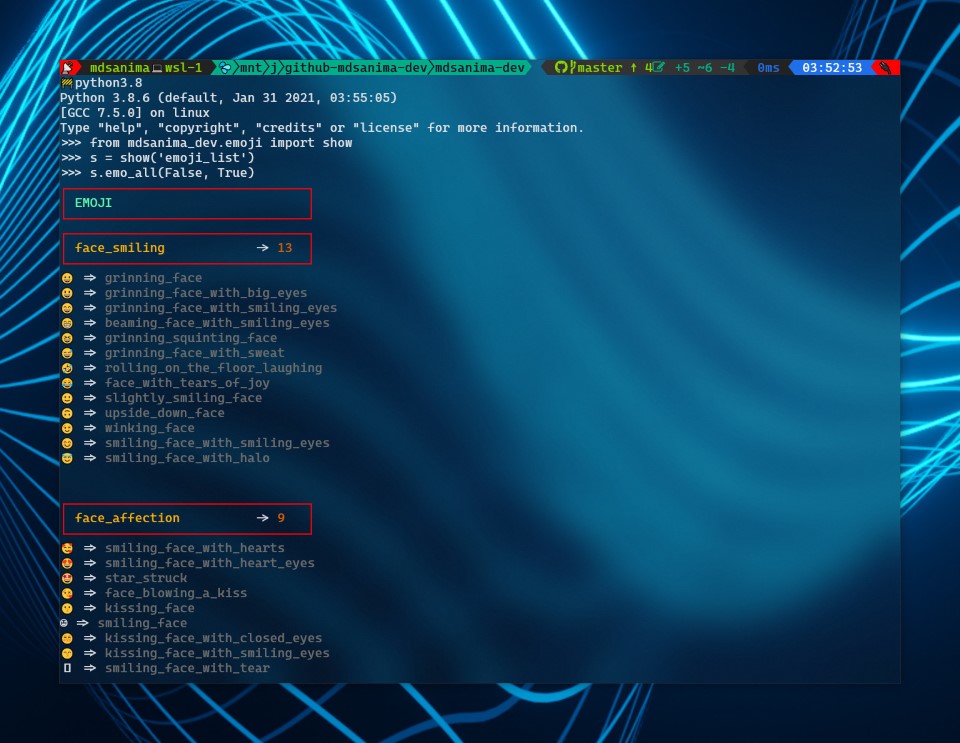 mdsanima💻wsl-1 mnt j github-mdsanima-dev mdsanima-dev master ↑ 4 +5 ~6 -4 0ms 03:52:53
python3.8
Python 3.8.6 (default, Jan 31 2021, 03:55:05)
[GCC 7.5.0] on linux
Type "help", "copyright", "credits" or "license" for more information.
>>> from mdsanima_dev.emoji import show
>>> s = show('emoji_list')
>>> s.emo_all(False, True)
EMOJI
face_smiling → 13
😀 ⇒ grinning_face
😃 ⇒ grinning_face_with_big_eyes
😄 ⇒ grinning_face_with_smiling_eyes
😁 ⇒ beaming_face_with_smiling_eyes
😆 ⇒ grinning_squinting_face
😅 ⇒ grinning_face_with_sweat
🤣 ⇒ rolling_on_the_floor_laughing
😂 ⇒ face_with_tears_of_joy
🙂 ⇒ slightly_smiling_face
🙃 ⇒ upside_down_face
😉 ⇒ winking_face
😊 ⇒ smiling_face_with_smiling_eyes
😇 ⇒ smiling_face_with_halo
face_affection → 9
🥰 ⇒ smiling_face_with_hearts
😍 ⇒ smiling_face_with_heart_eyes
🤩 ⇒ star_struck
😘 ⇒ face_blowing_a_kiss
😗 ⇒ kissing_face
☺ ⇒ smiling_face
😚 ⇒ kissing_face_with_closed_eyes
😙 ⇒ kissing_face_with_smiling_eyes
▯ ⇒ smiling_face_with_tear